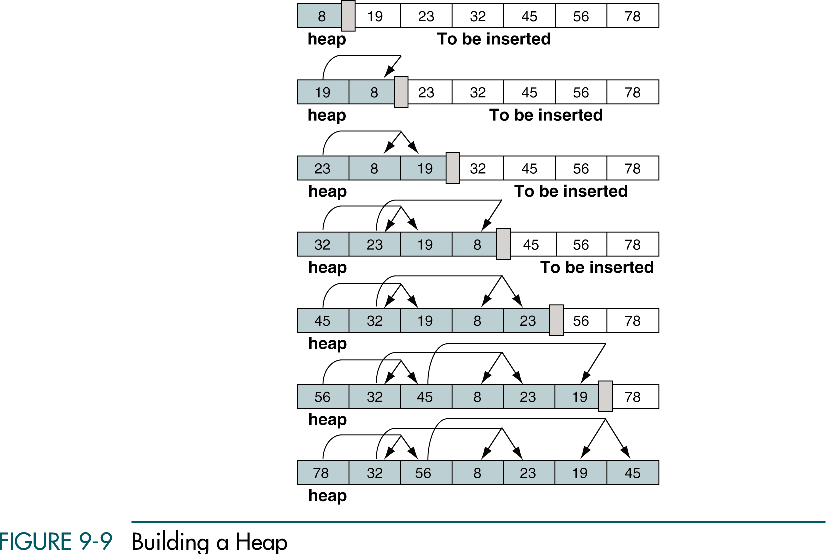 8 19 23 32 45 56 78
heap To be inserted
19 8 23 32 45 56 78
heap To be inserted
23 8 19 32 45 56 78
heap To be inserted
32 23 19 8 45 56 78
heap To be inserted
45 32 19 8 23 56 78
heap
56 32 45 8 23 19 78
heap
78 32 56 8 23 19 45
heap
FIGURE 9-9 Building a Heap